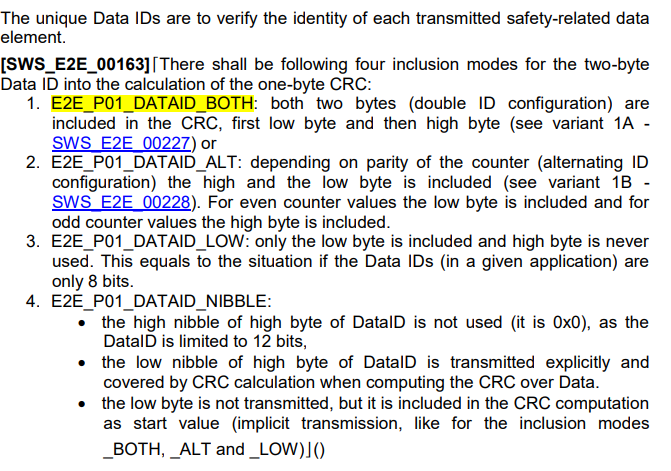 The unique Data IDs are to verify the identity of each transmitted safety-related data
element.
[SWS_E2E_00163]⌈There shall be following four inclusion modes for the two-byte
Data ID into the calculation of the one-byte CRC:
1. E2E_P01_DATAID_BOTH: both two bytes (double ID configuration) are
included in the CRC, first low byte and then high byte (see variant 1A -
SWS_E2E_00227) or
2. E2E_P01_DATAID_ALT: depending on parity of the counter (alternating ID
configuration) the high and the low byte is included (see variant 1B -
SWS_E2E_00228). For even counter values the low byte is included and for
odd counter values the high byte is included.
3. E2E_P01_DATAID_LOW: only the low byte is included and high byte is never
used. This equals to the situation if the Data IDs (in a given application) are
only 8 bits.
4. E2E_P01_DATAID_NIBBLE:
• the high nibble of high byte of DataID is not used (it is 0x0), as the
DataID is limited to 12 bits,
• the low nibble of high byte of DataID is transmitted explicitly and
covered by CRC calculation when computing the CRC over Data.
• the low byte is not transmitted, but it is included in the CRC computation
as start value (implicit transmission, like for the inclusion modes
_BOTH, _ALT and _LOW)⌋()